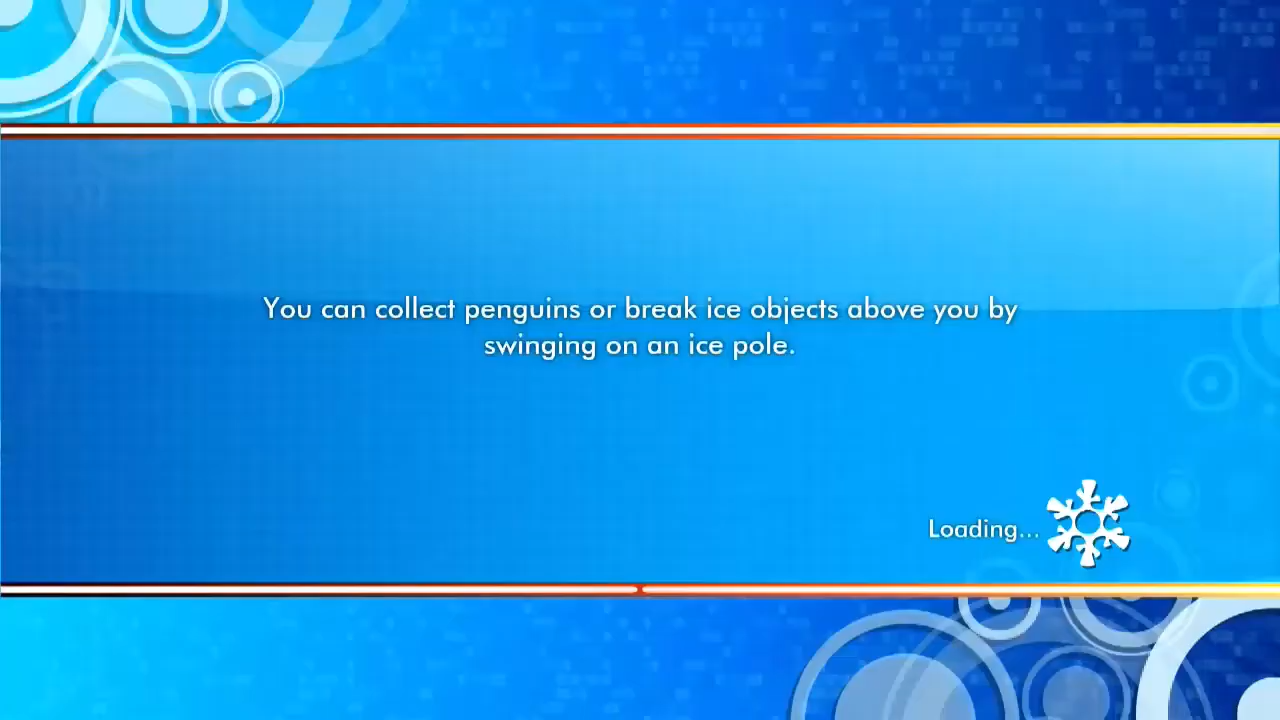 You can collect penguins or break ice objects above you by
swinging on an ice pole.
Loading...